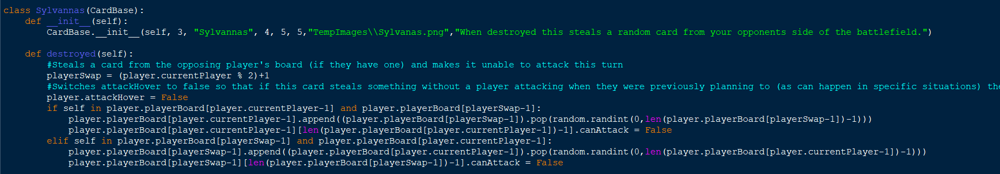 class Sylvannas(CardBase):
    def __init__(self):
        CardBase.__init__(self, 3, "Sylvannas", 4, 5, 5,"TempImages\\Sylvanas.png","When destroyed this steals a random card from your opponents side of the battlefield.")
    def destroyed(self):
        #Steals a card from the opposing player's board (if they have one) and makes it unable to attack this turn
        playerSwap = (player.currentPlayer % 2)+1
        #Switches attackHover to false so that if this card steals something without a player attacking when they were previously planning to (as can happen in specific situations) the
        player.attackHover = False
        if self in player.playerBoard[player.currentPlayer-1] and player.playerBoard[playerSwap-1]:
            player.playerBoard[player.currentPlayer-1].append((player.playerBoard[playerSwap-1]).pop(random.randint(0,len(player.playerBoard[playerSwap-1])-1)))
            player.playerBoard[player.currentPlayer-1][len(player.playerBoard[player.currentPlayer-1])-1].canAttack = False
        elif self in player.playerBoard[playerSwap-1] and player.playerBoard[player.currentPlayer-1]:
            player.playerBoard[playerSwap-1].append((player.playerBoard[player.currentPlayer-1]).pop(random.randint(0,len(player.playerBoard[player.currentPlayer-1])-1)))
            player.playerBoard[playerSwap-1][len(player.playerBoard[playerSwap-1])-1].canAttack = False